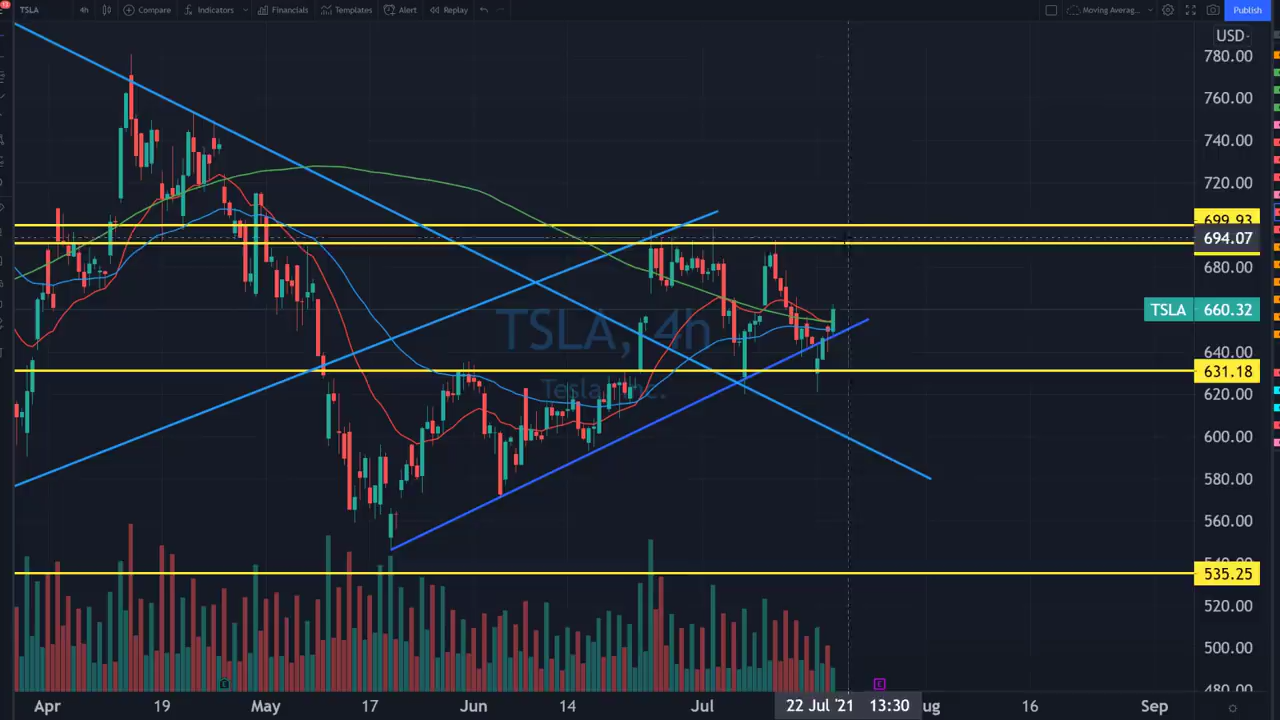 TSLA 4h Compare Indicators Financials Templates Alert Replay Moving Averag... Publish
USD
780.00
760.00
740.00
720.00
699.93
694.07
680.00
TSLA 660.32
640.00
631.18
620.00
600.00
580.00
560.00
535.25
520.00
500.00
480.00
TSLA, 4h
Tesla Inc.
E
E
Apr 19 May 17 Jun 14 Jul 22 Jul '21 13:30 ug 16 Sep